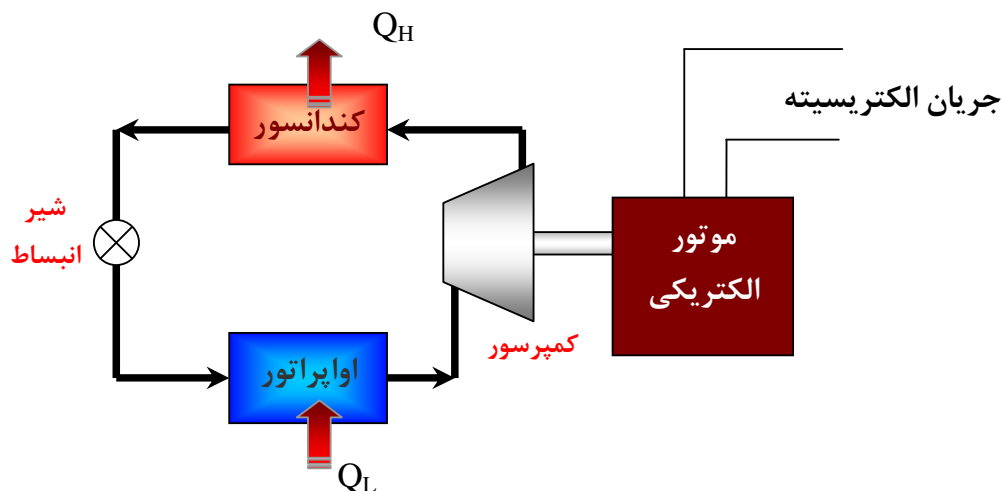 Q_H
جریان الکتریسیته
کندانسور
شیر
انبساط
موتور
الکتریکی
کمپرسور
اواپراتور
Q_L